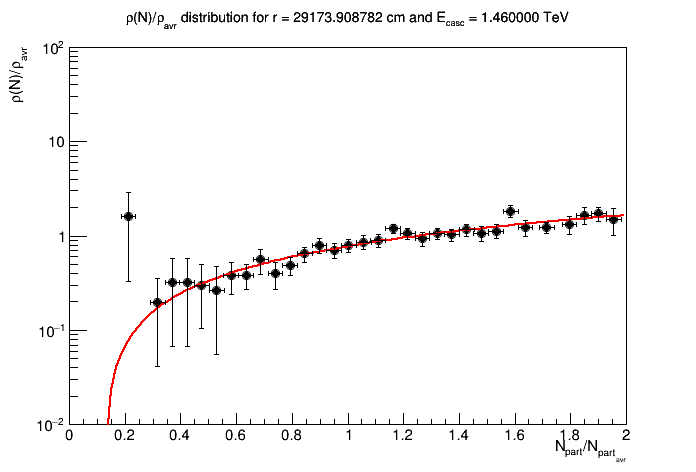 ρ(N)/ρavr distribution for r = 29173.908782 cm and Ecasc = 1.460000 TeV
ρ(N)/ρavr
10²
10
1
10⁻¹
10⁻²
0 0.2 0.4 0.6 0.8 1 1.2 1.4 1.6 1.8 2
Npart/Npartavr